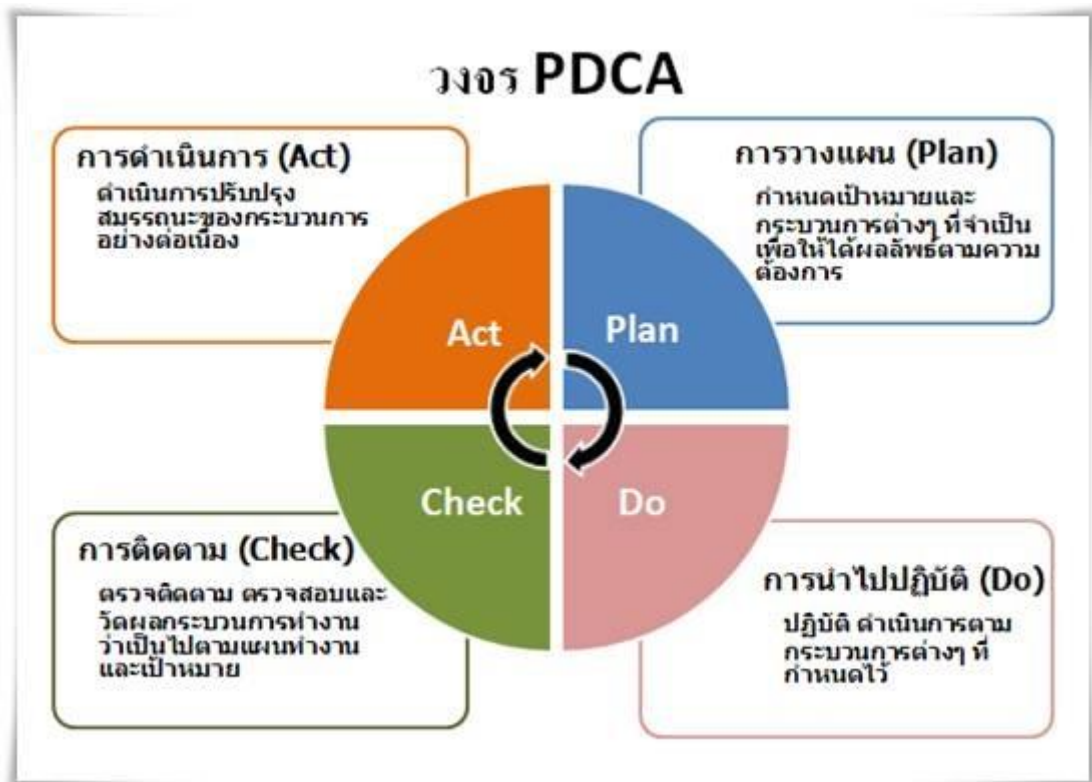 วงจร PDCA
การดำเนินการ (Act)
ดำเนินการปรับปรุง
สมรรถนะของกระบวนการ
อย่างต่อเนื่อง
การวางแผน (Plan)
กำหนดเป้าหมายและ
กระบวนการต่างๆ ที่จำเป็น
เพื่อให้ได้ผลลัพธ์ตามความ
ต้องการ
Act
Plan
Check
Do
การติดตาม (Check)
ตรวจติดตาม ตรวจสอบและ
วัดผลกระบวนการทำงาน
ว่าเป็นไปตามแผนทำงาน
และเป้าหมาย
การนำไปปฏิบัติ (Do)
ปฏิบัติ ดำเนินการตาม
กระบวนการต่างๆ ที่
กำหนดไว้